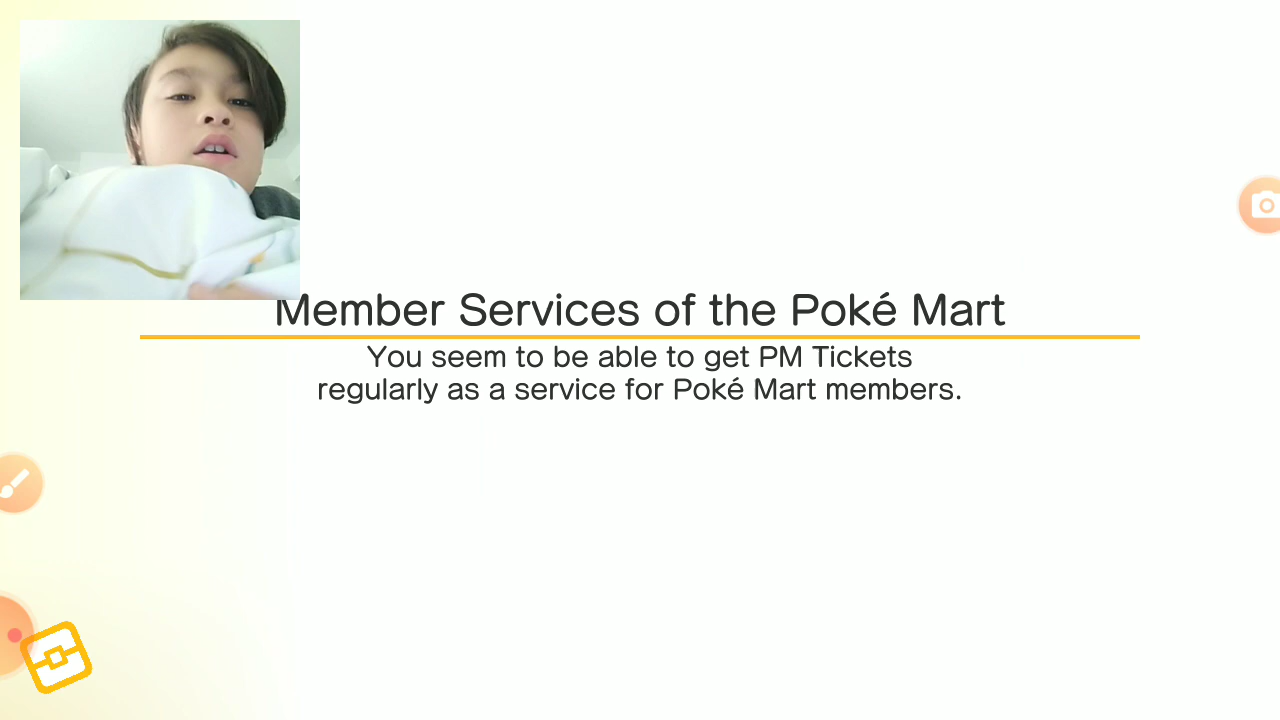 Member Services of the Poké Mart
You seem to be able to get PM Tickets
regularly as a service for Poké Mart members.